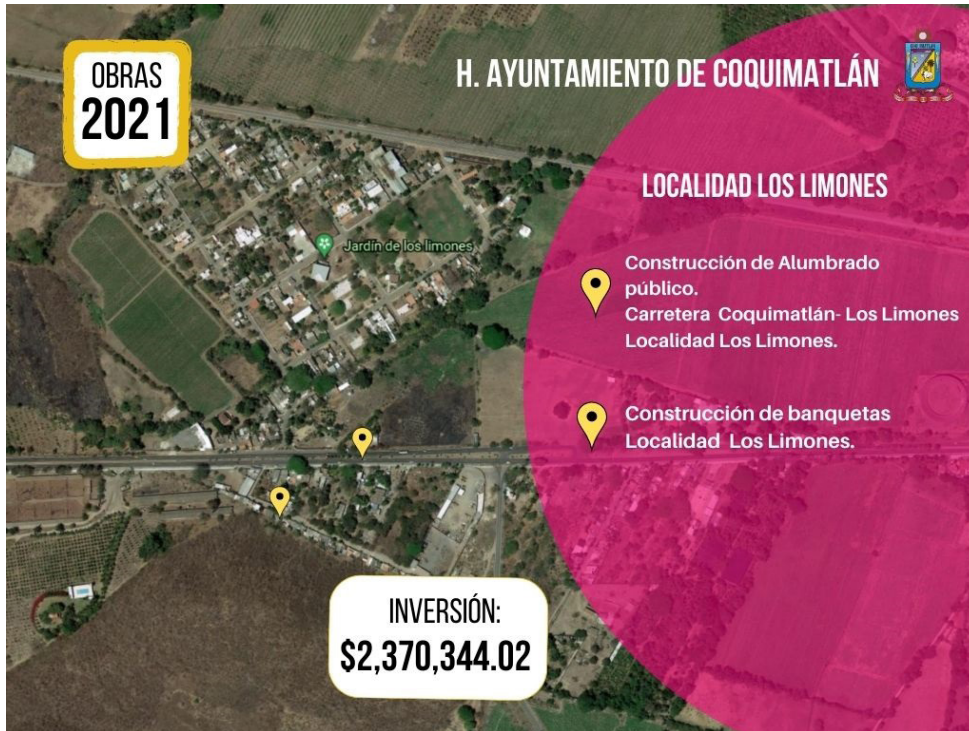 OBRAS
2021
H. AYUNTAMIENTO DE COQUIMATLÁN
LOCALIDAD LOS LIMONES
Jardín de los limones
Construcción de Alumbrado
público.
Carretera Coquimatlán- Los Limones
Localidad Los Limones.
Construcción de banquetas
Localidad Los Limones.
INVERSIÓN:
$2,370,344.02